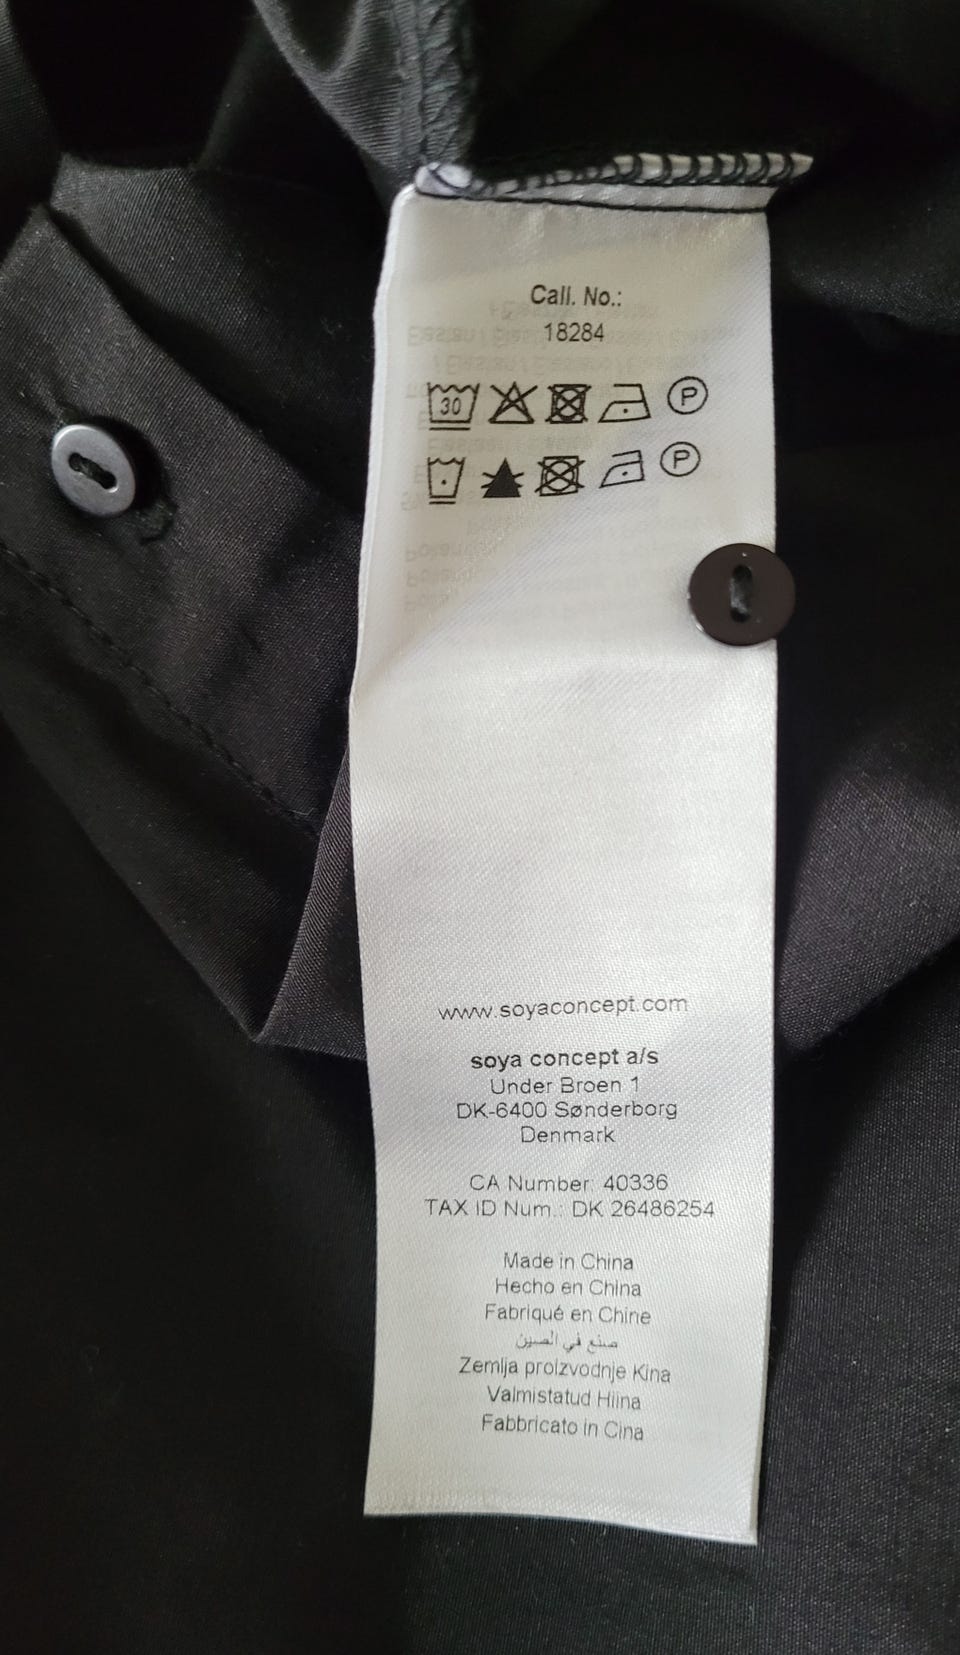 Call. No.:
18284
30
P
P
www.soyaconcept.com
soya concept a/s
Under Broen 1
DK-6400 Sønderborg
Denmark
CA Number: 40336
TAX ID Num.: DK 26486254
Made in China
Hecho en China
Fabriqué en Chine
صنع في الصين
Zemlja proizvodnje Kina
Valmistatud Hiina
Fabbricato in Cina